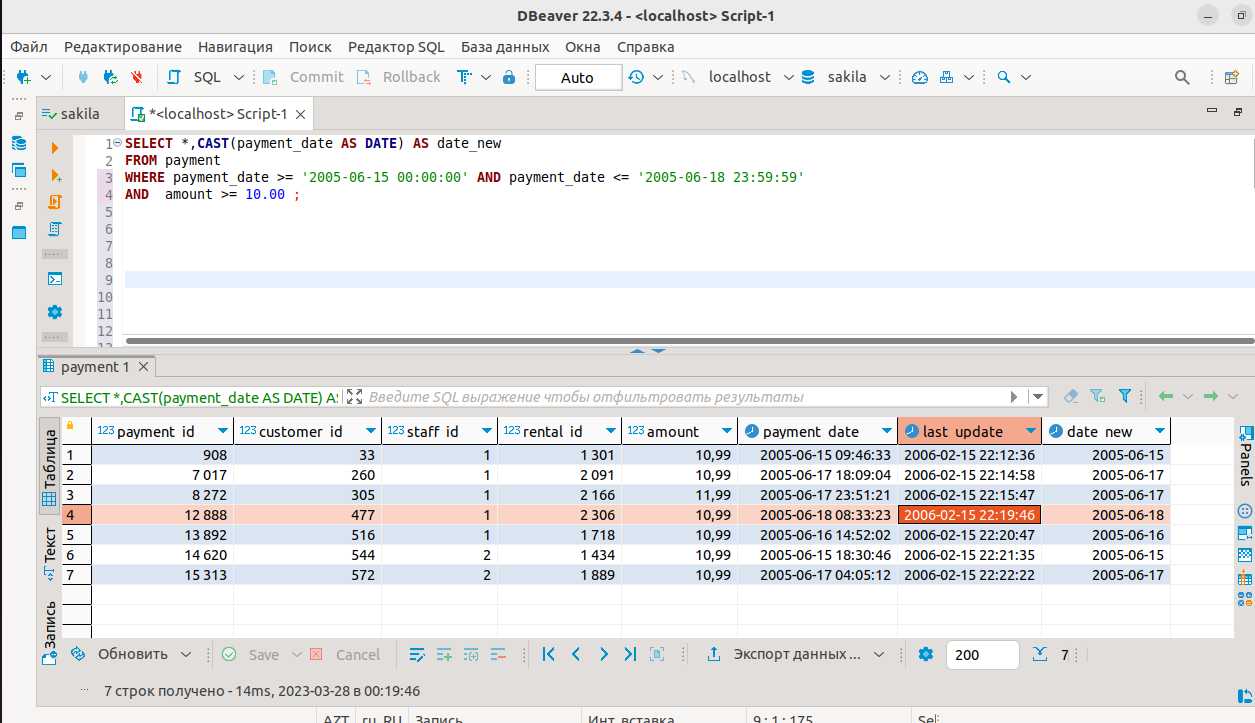 DBeaver 22.3.4 - <localhost> Script-1
Файл Редактирование Навигация Поиск Редактор SQL База данных Окна Справка
SQL Commit Rollback Auto localhost sakila
sakila *<localhost> Script-1
1 SELECT *,CAST(payment_date AS DATE) AS date_new
2 FROM payment
3 WHERE payment_date >= '2005-06-15 00:00:00' AND payment_date <= '2005-06-18 23:59:59'
4 AND  amount >= 10.00 ;
5
6
7
8
9
10
11
12
13
payment 1
SELECT *,CAST(payment_date AS DATE) A Введите SQL выражение чтобы отфильтровать результаты
Таблица
Текст
Запись
Panels
123 payment_id 123 customer_id 123 staff_id 123 rental_id 123 amount payment_date last_update date_new
1 908 33 1 1 301 10,99 2005-06-15 09:46:33 2006-02-15 22:12:36 2005-06-15
2 7 017 260 1 2 091 10,99 2005-06-17 18:09:04 2006-02-15 22:14:58 2005-06-17
3 8 272 305 1 2 166 11,99 2005-06-17 23:51:21 2006-02-15 22:15:47 2005-06-17
4 12 888 477 1 2 306 10,99 2005-06-18 08:33:23 2006-02-15 22:19:46 2005-06-18
5 13 892 516 1 1 718 10,99 2005-06-16 14:52:02 2006-02-15 22:20:47 2005-06-16
6 14 620 544 2 1 434 10,99 2005-06-15 18:30:46 2006-02-15 22:21:35 2005-06-15
7 15 313 572 2 1 889 10,99 2005-06-17 04:05:12 2006-02-15 22:22:22 2005-06-17
Обновить Save Cancel Экспорт данных ... 200 7
7 строк получено - 14ms, 2023-03-28 в 00:19:46
AZT ru_RU Запись Инт. вставка 9 : 1 : 175 Sel